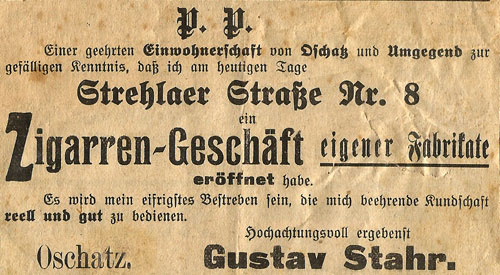 P. P.
Einer geehrten Einwohnerschaft von Oschatz und Umgegend zur
gefälligen Kenntnis, daß ich am heutigen Tage
Strehlaer Straße Nr. 8
ein
Zigarren-Geschäft eigener Fabrikate
eröffnet habe.
Es wird mein eifrigstes Bestreben sein, die mich beehrende Kundschaft
reell und gut zu bedienen.
Hochachtungsvoll ergebenst
Oschatz. Gustav Stahr.